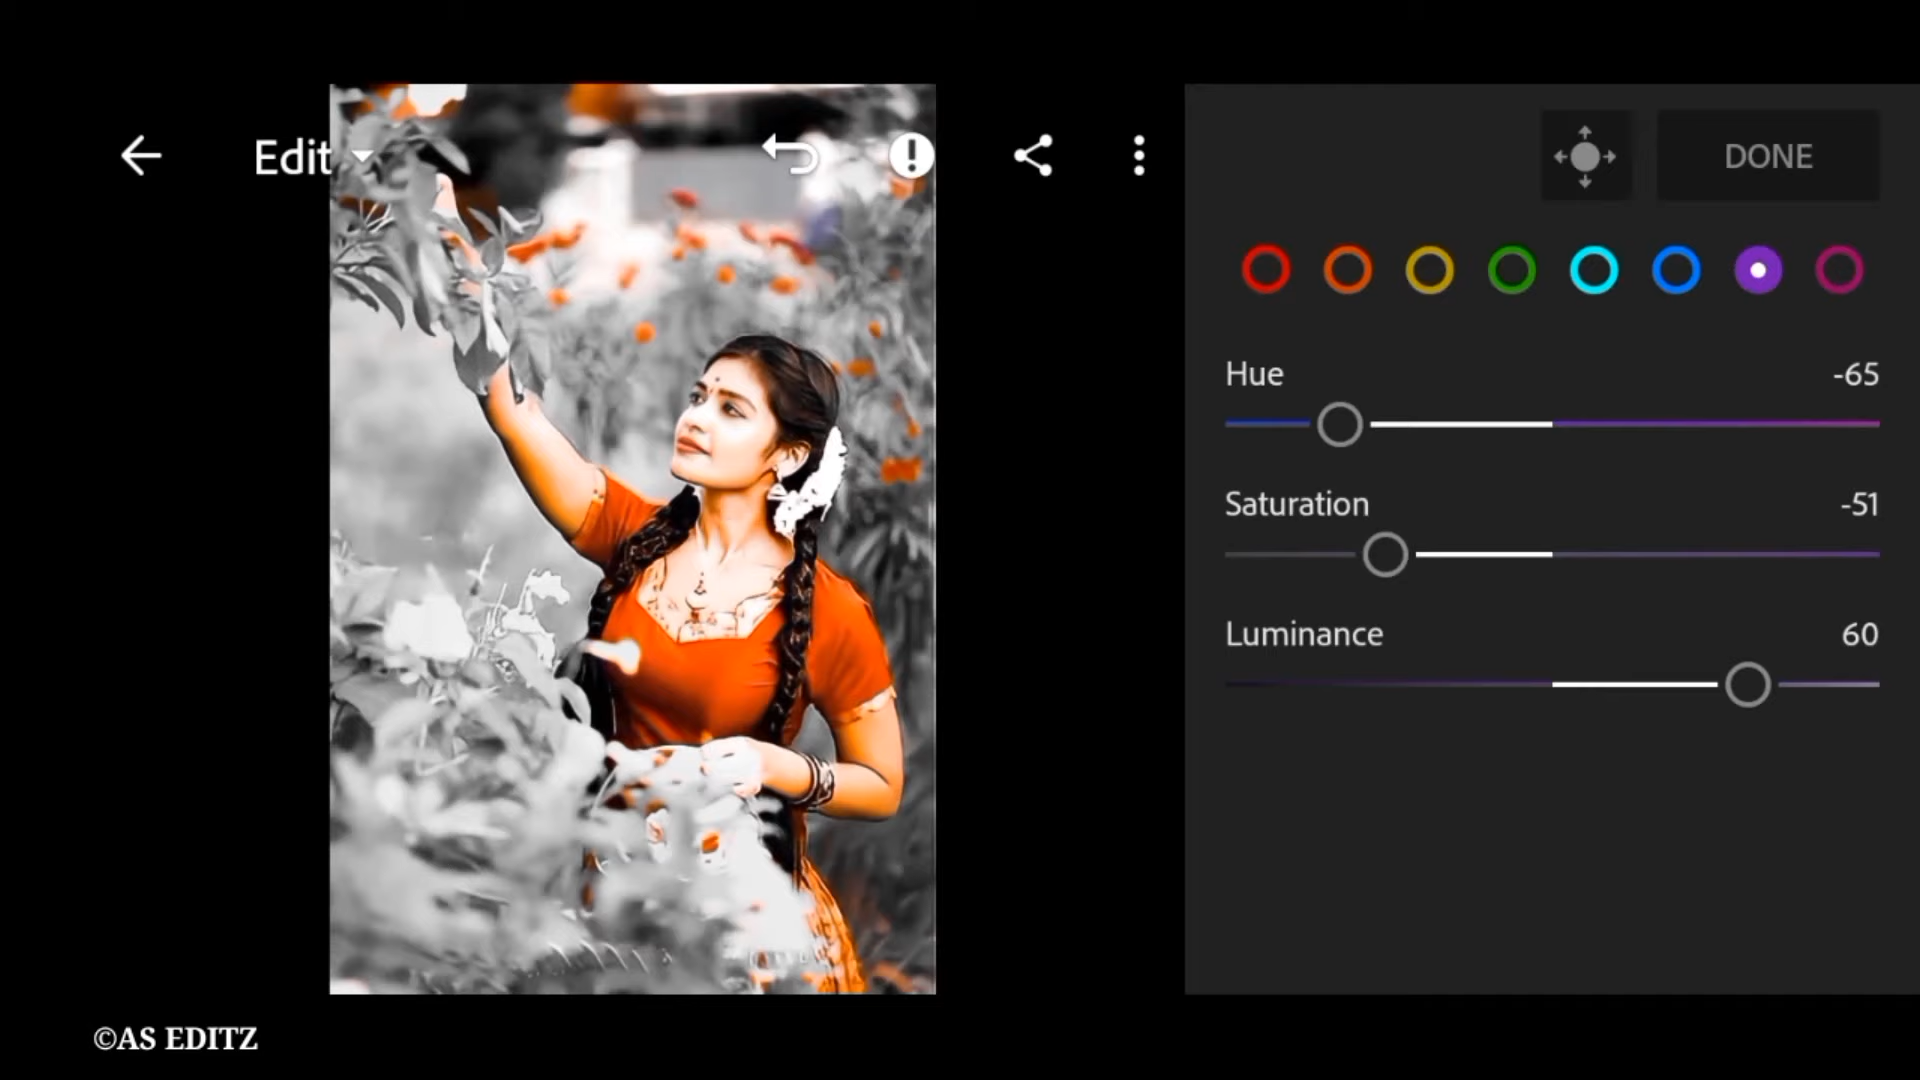 Edit
DONE
Hue -65
Saturation -51
Luminance 60
©AS EDITZ